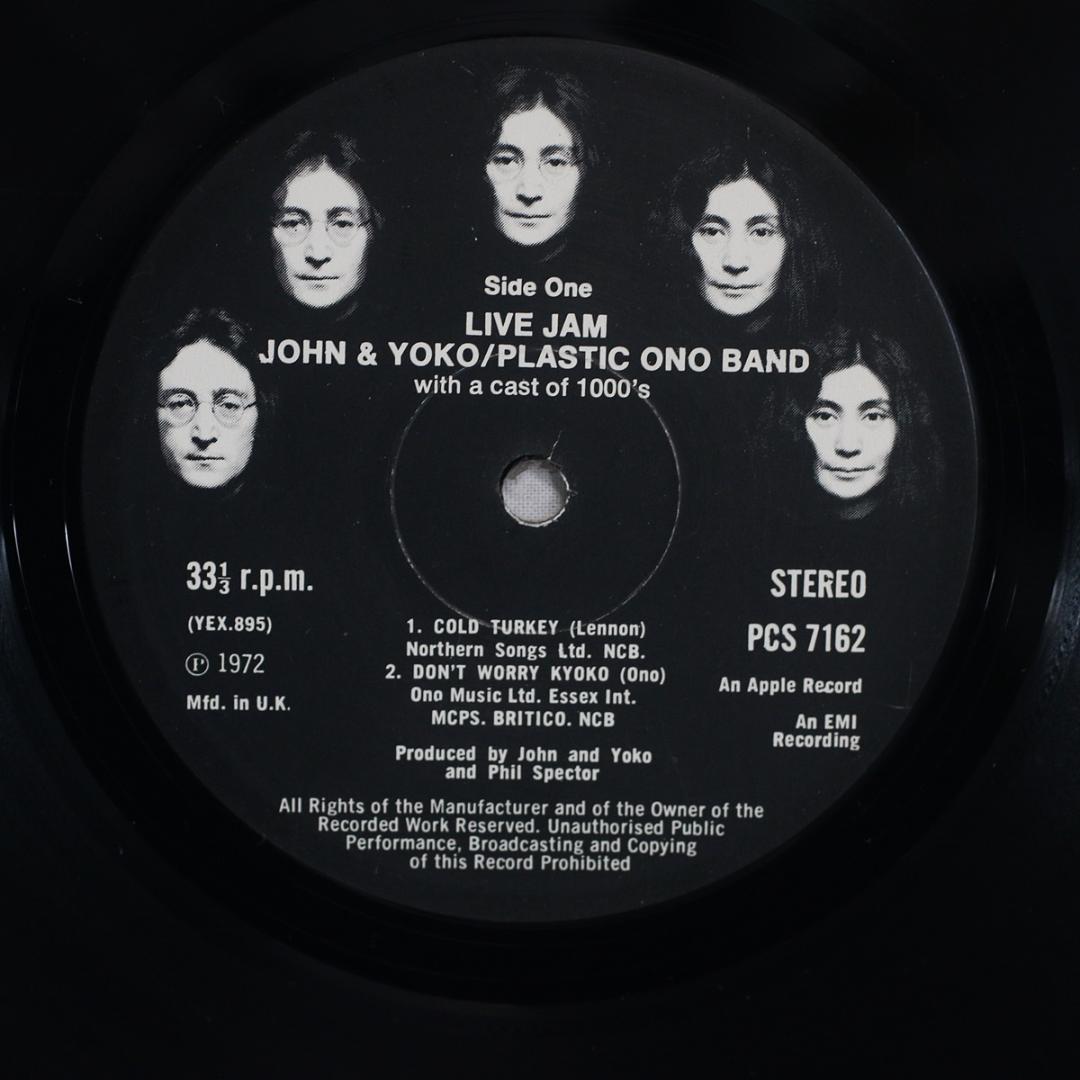 Side One
LIVE JAM
JOHN & YOKO/PLASTIC ONO BAND
with a cast of 1000's
33⅓ r.p.m.
(YEX.895)
Ⓟ 1972
Mfd. in U.K.
1. COLD TURKEY (Lennon)
Northern Songs Ltd. NCB.
2. DON'T WORRY KYOKO (Ono)
Ono Music Ltd. Essex Int.
MCPS. BRITICO. NCB
Produced by John and Yoko
and Phil Spector
STEREO
PCS 7162
An Apple Record
An EMI
Recording
All Rights of the Manufacturer and of the Owner of the
Recorded Work Reserved. Unauthorised Public
Performance, Broadcasting and Copying
of this Record Prohibited